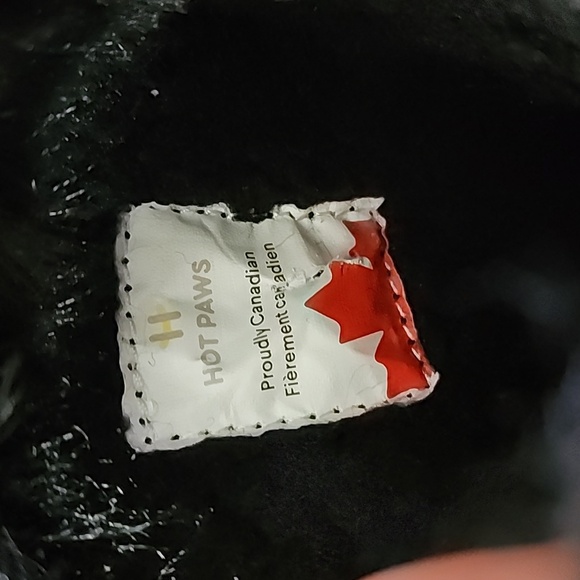 H
HOT PAWS
Proudly Canadian
Fièrement canadien